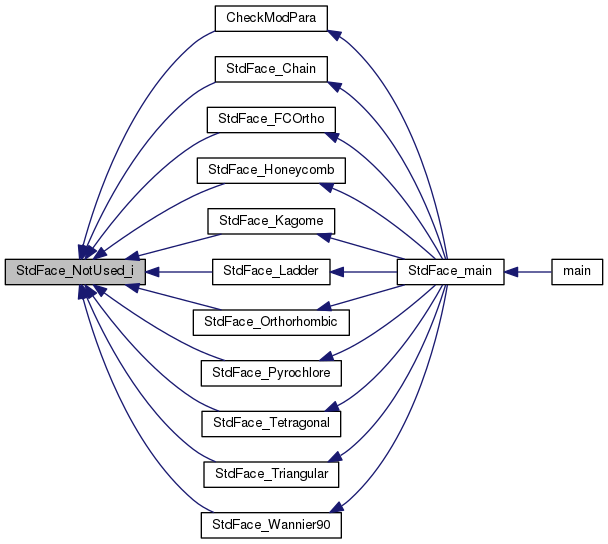 CheckModPara
StdFace_Chain
StdFace_FCOrtho
StdFace_Honeycomb
StdFace_Kagome
StdFace_NotUsed_i
StdFace_Ladder
StdFace_main
main
StdFace_Orthorhombic
StdFace_Pyrochlore
StdFace_Tetragonal
StdFace_Triangular
StdFace_Wannier90